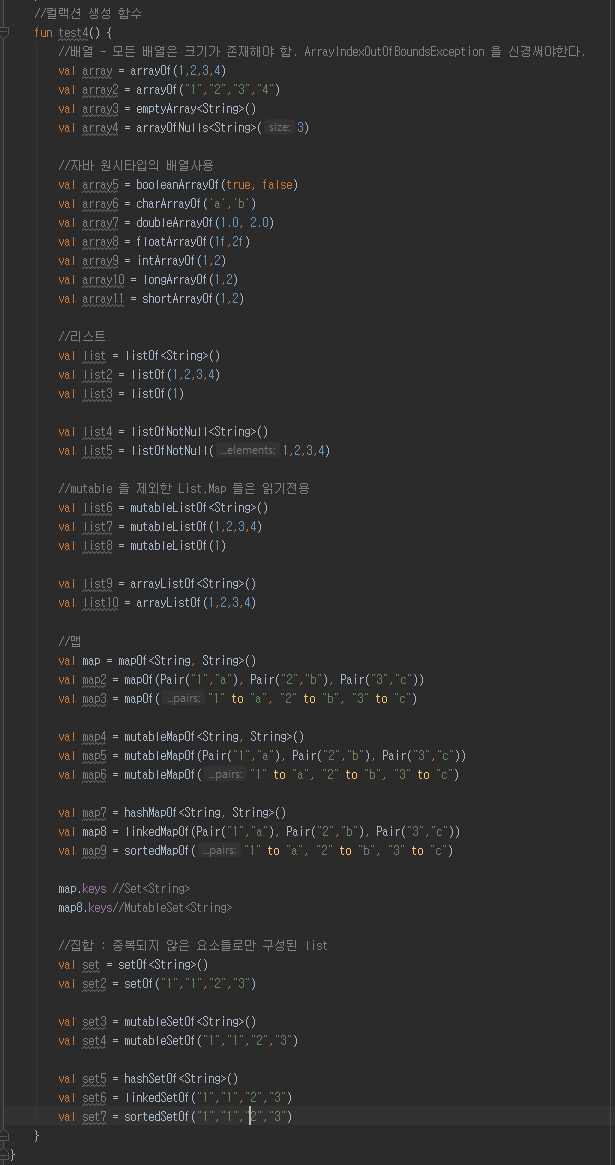 //컬랙션 생성 함수
fun test4() {
//배열 - 모든 배열은 크기가 존재해야 함. ArrayIndexOutOfBoundsException 을 신경써야한다.
val array = arrayOf(1,2,3,4)
val array2 = arrayOf("1","2","3","4")
val array3 = emptyArray<String>()
val array4 = arrayOfNulls<String>( size: 3)
//자바 원시타입의 배열사용
val array5 = booleanArrayOf(true, false)
val array6 = charArrayOf('a','b')
val array7 = doubleArrayOf(1.0, 2.0)
val array8 = floatArrayOf(1f,2f)
val array9 = intArrayOf(1,2)
val array10 = longArrayOf(1,2)
val array11 = shortArrayOf(1,2)
//리스트
val list = listOf<String>()
val list2 = listOf(1,2,3,4)
val list3 = listOf(1)
val list4 = listOfNotNull<String>()
val list5 = listOfNotNull( _elements: 1,2,3,4)
//mutable 을 제외한 List,Map 들은 읽기전용
val list6 = mutableListOf<String>()
val list7 = mutableListOf(1,2,3,4)
val list8 = mutableListOf(1)
val list9 = arrayListOf<String>()
val list10 = arrayListOf(1,2,3,4)
//맵
val map = mapOf<String, String>()
val map2 = mapOf(Pair("1","a"), Pair("2","b"), Pair("3","c"))
val map3 = mapOf( _pairs: "1" to "a", "2" to "b", "3" to "c")
val map4 = mutableMapOf<String, String>()
val map5 = mutableMapOf(Pair("1","a"), Pair("2","b"), Pair("3","c"))
val map6 = mutableMapOf( _pairs: "1" to "a", "2" to "b", "3" to "c")
val map7 = hashMapOf<String, String>()
val map8 = linkedMapOf(Pair("1","a"), Pair("2","b"), Pair("3","c"))
val map9 = sortedMapOf( _pairs: "1" to "a", "2" to "b", "3" to "c")
map.keys //Set<String>
map8.keys//MutableSet<String>
//집합 : 중복되지 않은 요소들로만 구성된 list
val set = setOf<String>()
val set2 = setOf("1","1","2","3")
val set3 = mutableSetOf<String>()
val set4 = mutableSetOf("1","1","2","3")
val set5 = hashSetOf<String>()
val set6 = linkedSetOf("1","1","2","3")
val set7 = sortedSetOf("1","1","2","3")
}
}